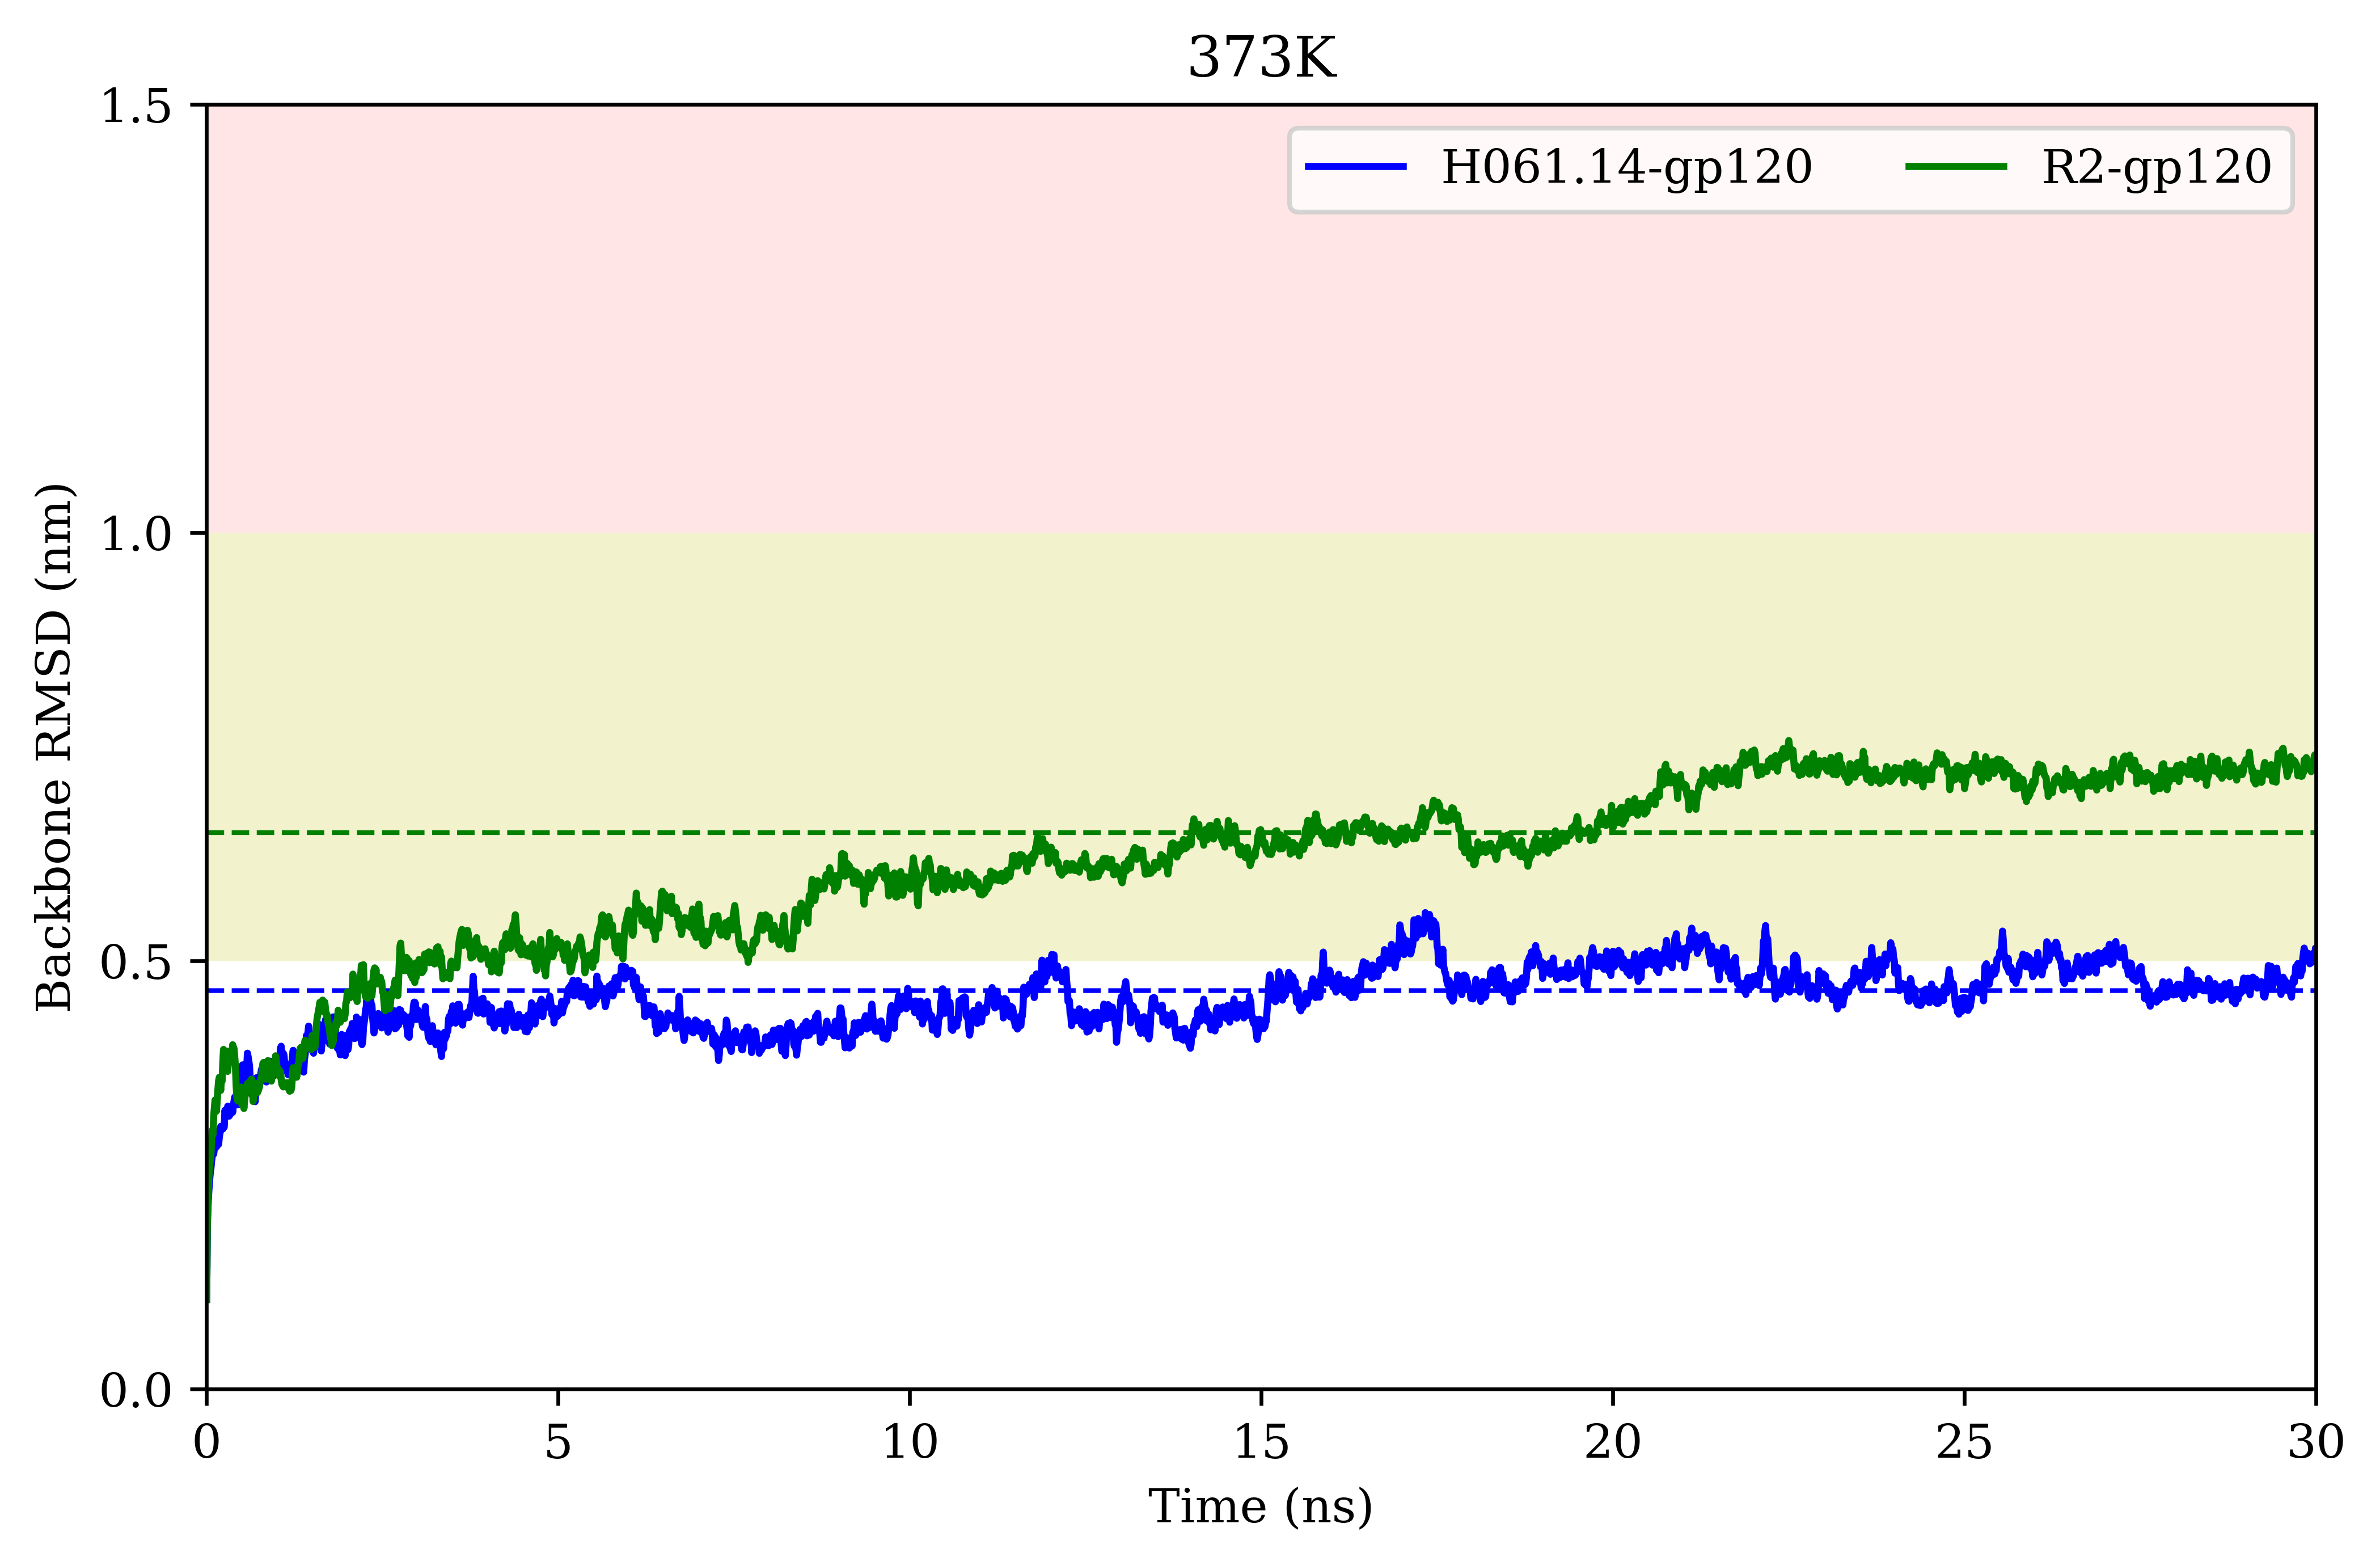 373K
1.5
H061.14-gp120 R2-gp120
1.0
Backbone RMSD (nm)
0.5
0.0
0 5 10 15 20 25 30
Time (ns)